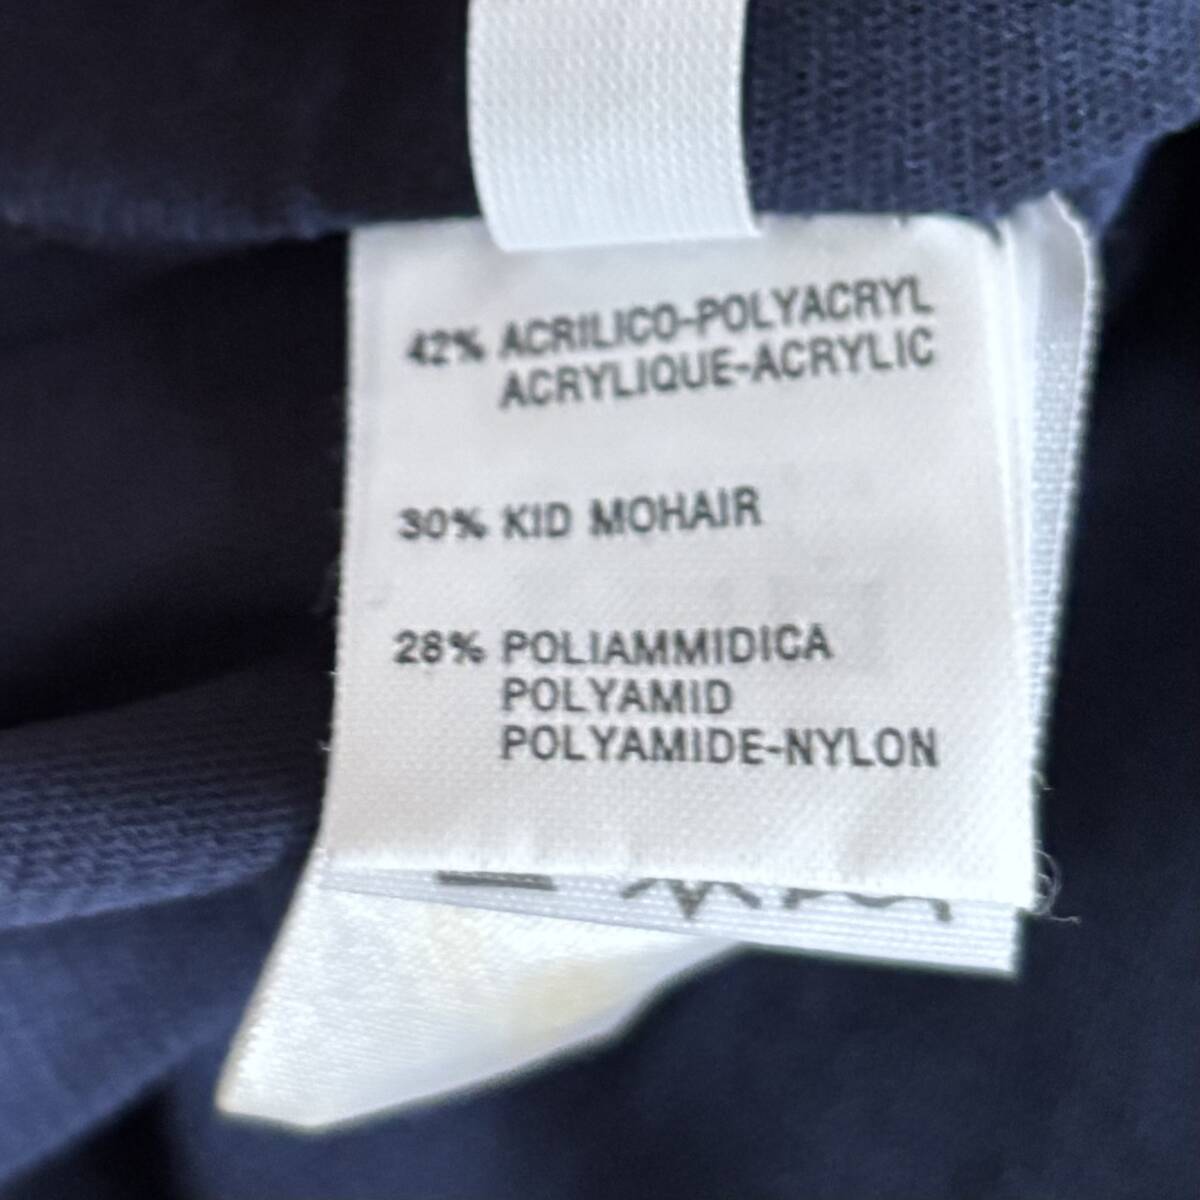 42% ACRILICO-POLYACRYL
ACRYLIQUE-ACRYLIC
30% KID MOHAIR
28% POLIAMMIDICA
POLYAMID
POLYAMIDE-NYLON